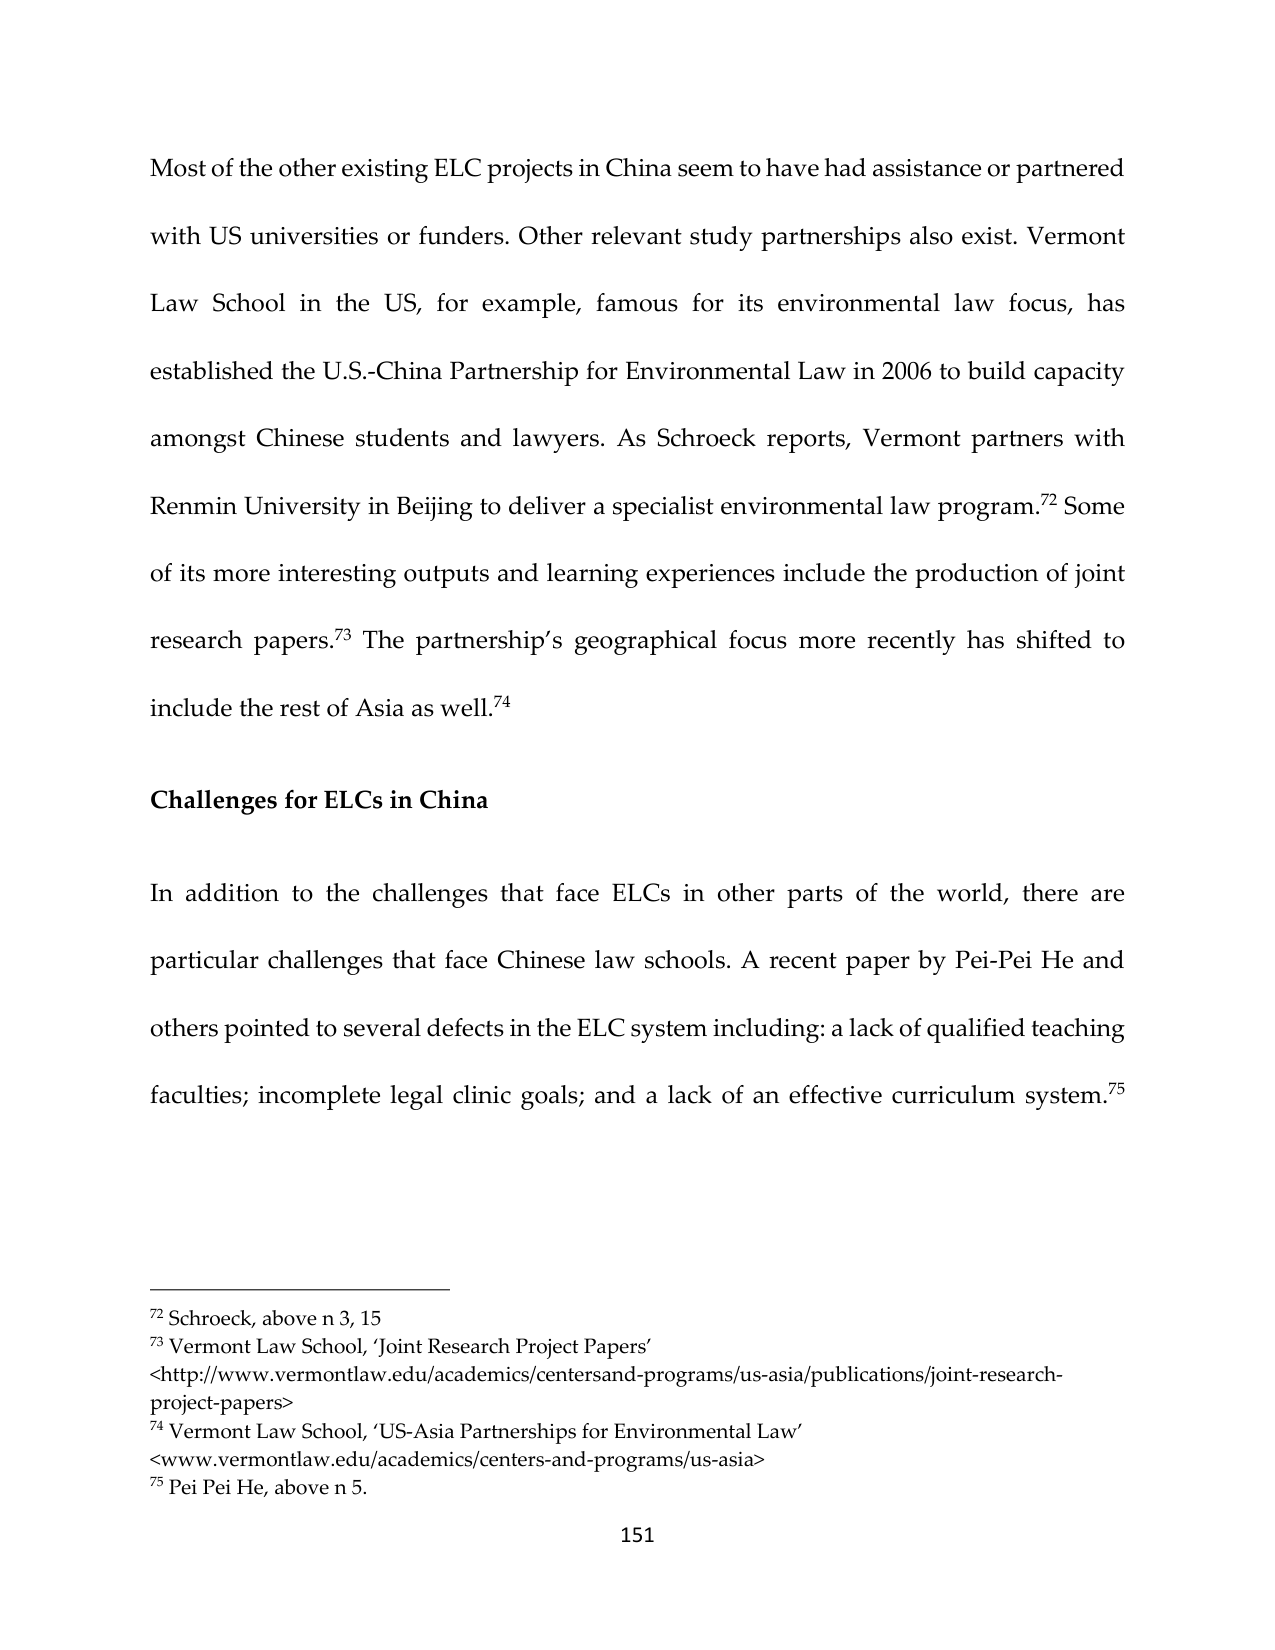 Most of the other existing ELC projects in China seem to have had assistance or partnered
with US universities or funders. Other relevant study partnerships also exist. Vermont
Law School in the US, for example, famous for its environmental law focus, has
established the U.S.-China Partnership for Environmental Law in 2006 to build capacity
amongst Chinese students and lawyers. As Schroeck reports, Vermont partners with
Renmin University in Beijing to deliver a specialist environmental law program.72 Some
of its more interesting outputs and learning experiences include the production of joint
research papers.73 The partnership’s geographical focus more recently has shifted to
include the rest of Asia as well.74
Challenges for ELCs in China
In addition to the challenges that face ELCs in other parts of the world, there are
particular challenges that face Chinese law schools. A recent paper by Pei-Pei He and
others pointed to several defects in the ELC system including: a lack of qualified teaching
faculties; incomplete legal clinic goals; and a lack of an effective curriculum system.75
72 Schroeck, above n 3, 15
73 Vermont Law School, ‘Joint Research Project Papers’
<http://www.vermontlaw.edu/academics/centersand-programs/us-asia/publications/joint-research-
project-papers>
74 Vermont Law School, ‘US-Asia Partnerships for Environmental Law’
<www.vermontlaw.edu/academics/centers-and-programs/us-asia>
75 Pei Pei He, above n 5.
151